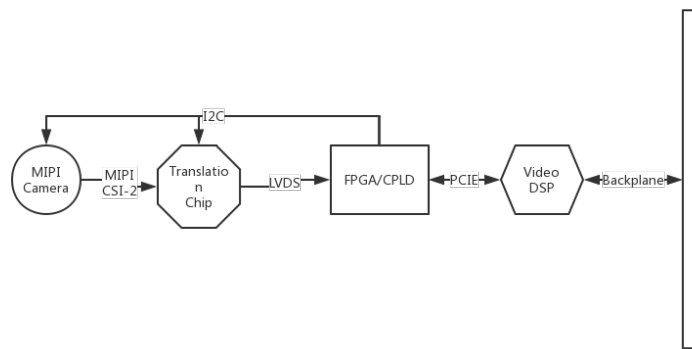 I2C
MIPI
Camera
MIPI
CSI-2
Translatio
n
Chip
LVDS
FPGA/CPLD
PCIE
Video
DSP
Backplane